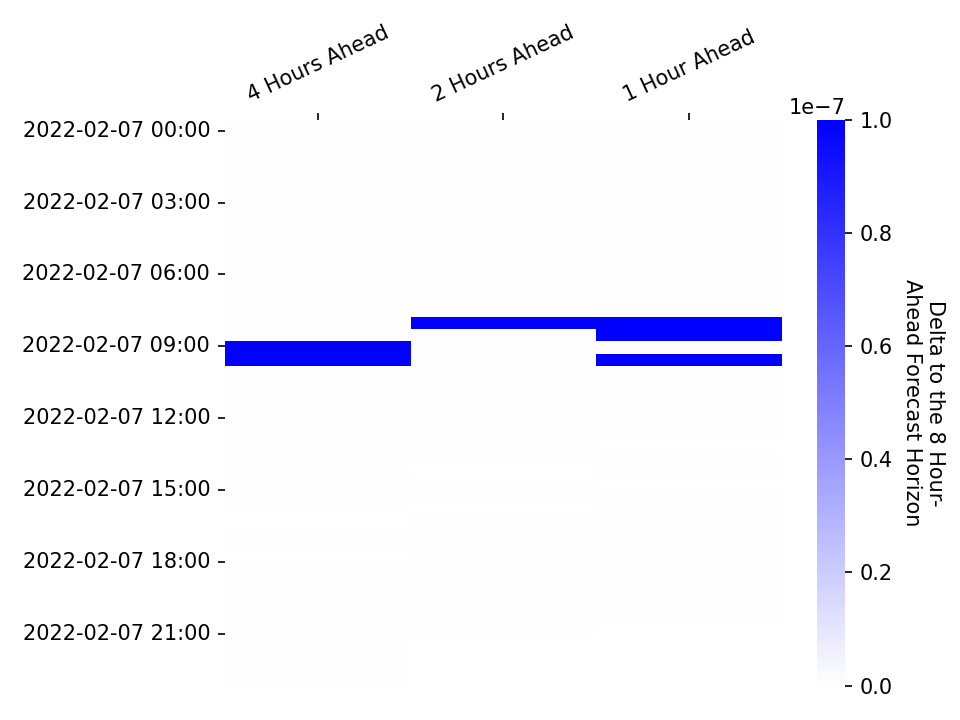 4 Hours Ahead
2 Hours Ahead
1 Hour Ahead
1e−7
2022-02-07 00:00
2022-02-07 03:00
2022-02-07 06:00
2022-02-07 09:00
2022-02-07 12:00
2022-02-07 15:00
2022-02-07 18:00
2022-02-07 21:00
1.0
0.8
0.6
0.4
0.2
0.0
Delta to the 8 Hour-
Ahead Forecast Horizon